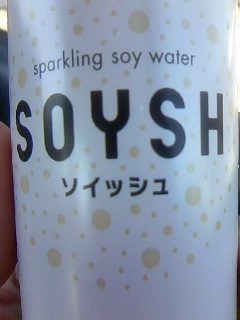 sparkling soy water
SOYSH
ソイッシュ